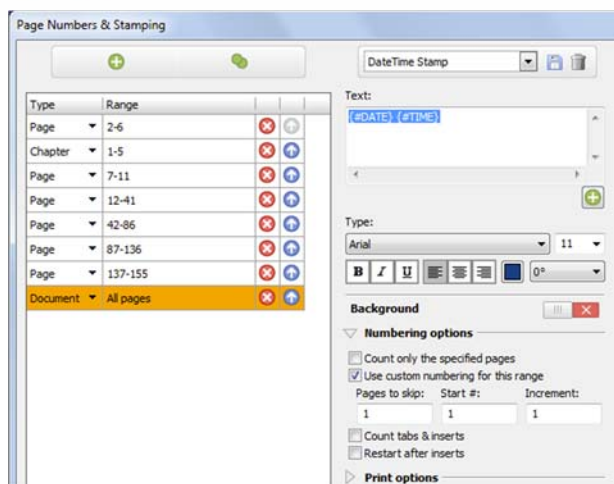 Page Numbers & Stamping
DateTime Stamp
Type Range
Page 2-6
Chapter 1-5
Page 7-11
Page 12-41
Page 42-86
Page 87-136
Page 137-155
Document All pages
Text:
{#DATE} {#TIME}
Type:
Arial 11
B I U 0°
Background
Numbering options
Count only the specified pages
Use custom numbering for this range
Pages to skip: Start #: Increment:
1 1 1
Count tabs & inserts
Restart after inserts
Print options